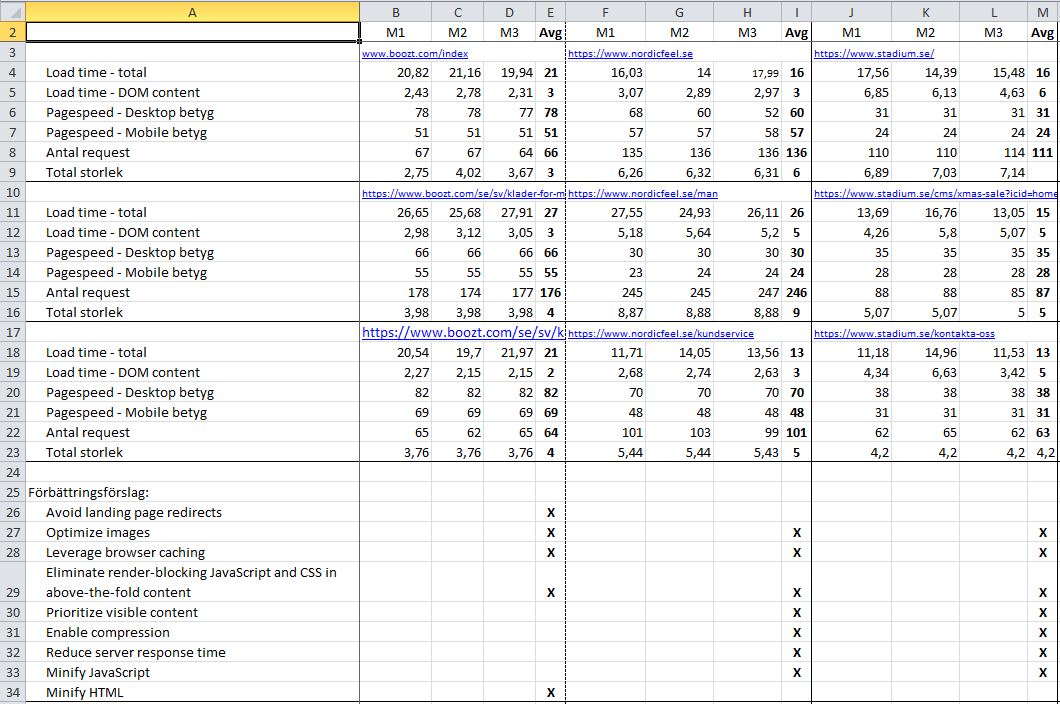 A B C D E F G H I J K L M
2 M1 M2 M3 Avg M1 M2 M3 Avg M1 M2 M3 Avg
3 www.boozt.com/index https://www.nordicfeel.se https://www.stadium.se/
4 Load time - total 20,82 21,16 19,94 21 16,03 14 17,99 16 17,56 14,39 15,48 16
5 Load time - DOM content 2,43 2,78 2,31 3 3,07 2,89 2,97 3 6,85 6,13 4,63 6
6 Pagespeed - Desktop betyg 78 78 77 78 68 60 52 60 31 31 31 31
7 Pagespeed - Mobile betyg 51 51 51 51 57 57 58 57 24 24 24 24
8 Antal request 67 67 64 66 135 136 136 136 110 110 114 111
9 Total storlek 2,75 4,02 3,67 3 6,26 6,32 6,31 6 6,89 7,03 7,14
10 https://www.boozt.com/se/sv/klader-for-m https://www.nordicfeel.se/man https://www.stadium.se/cms/xmas-sale?icid=home
11 Load time - total 26,65 25,68 27,91 27 27,55 24,93 26,11 26 13,69 16,76 13,05 15
12 Load time - DOM content 2,98 3,12 3,05 3 5,18 5,64 5,2 5 4,26 5,8 5,07 5
13 Pagespeed - Desktop betyg 66 66 66 66 30 30 30 30 35 35 35 35
14 Pagespeed - Mobile betyg 55 55 55 55 23 24 24 24 28 28 28 28
15 Antal request 178 174 177 176 245 245 247 246 88 88 85 87
16 Total storlek 3,98 3,98 3,98 4 8,87 8,88 8,88 9 5,07 5,07 5 5
17 https://www.boozt.com/se/sv/k https://www.nordicfeel.se/kundservice https://www.stadium.se/kontakta-oss
18 Load time - total 20,54 19,7 21,97 21 11,71 14,05 13,56 13 11,18 14,96 11,53 13
19 Load time - DOM content 2,27 2,15 2,15 2 2,68 2,74 2,63 3 4,34 6,63 3,42 5
20 Pagespeed - Desktop betyg 82 82 82 82 70 70 70 70 38 38 38 38
21 Pagespeed - Mobile betyg 69 69 69 69 48 48 48 48 31 31 31 31
22 Antal request 65 62 65 64 101 103 99 101 62 65 62 63
23 Total storlek 3,76 3,76 3,76 4 5,44 5,44 5,43 5 4,2 4,2 4,2 4,2
24
25 Förbättringsförslag:
26 Avoid landing page redirects X
27 Optimize images X X X
28 Leverage browser caching X X X
Eliminate render-blocking JavaScript and CSS in
29 above-the-fold content X X X
30 Prioritize visible content X X
31 Enable compression X X
32 Reduce server response time X X
33 Minify JavaScript X X
34 Minify HTML X